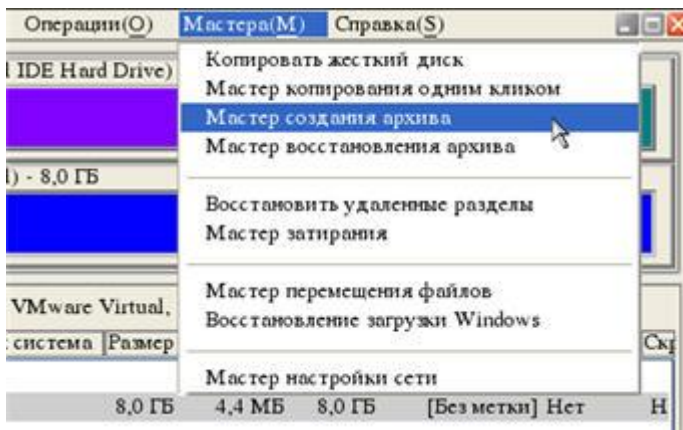 Операции(O) Мастера(M) Справка(S)
IDE Hard Drive)
Копировать жесткий диск
Мастер копирования одним кликом
Мастер создания архива
Мастер восстановления архива
- 8,0 ГБ
Восстановить удаленные разделы
Мастер затирания
Мастер перемещения файлов
VMware Virtual,
Восстановление загрузки Windows
система Размер
Мастер настройки сети
8,0 ГБ 4,4 МБ 8,0 ГБ [Без метки] Нет Н